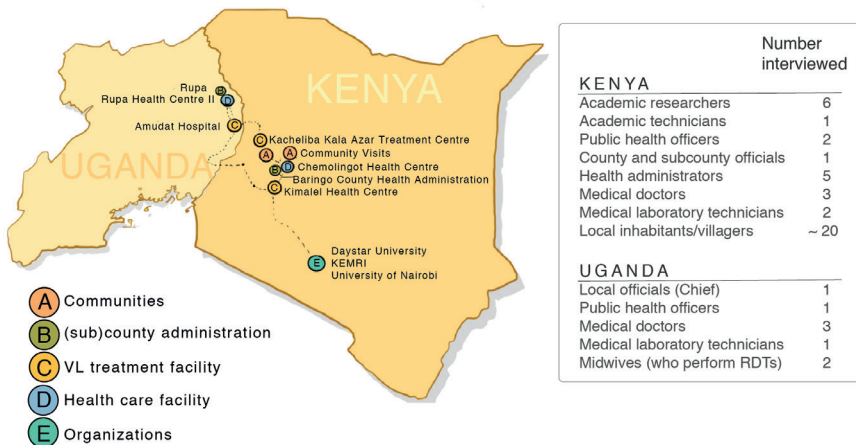 KENYA
UGANDA
Rupa
B
Rupa Health Centre II
D
Amudat Hospital
C
C
Kacheliba Kala Azar Treatment Centre
A
A
Community Visits
D
Chemolingot Health Centre
B
Baringo County Health Administration
C
Kimalel Health Centre
E
Daystar University
KEMRI
University of Nairobi
A Communities
B (sub)county administration
C VL treatment facility
D Health care facility
E Organizations
Number
interviewed
KENYA
Academic researchers 6
Academic technicians 1
Public health officers 2
County and subcounty officials 1
Health administrators 5
Medical doctors 3
Medical laboratory technicians 2
Local inhabitants/villagers ~ 20
UGANDA
Local officials (Chief) 1
Public health officers 1
Medical doctors 3
Medical laboratory technicians 1
Midwives (who perform RDTs) 2